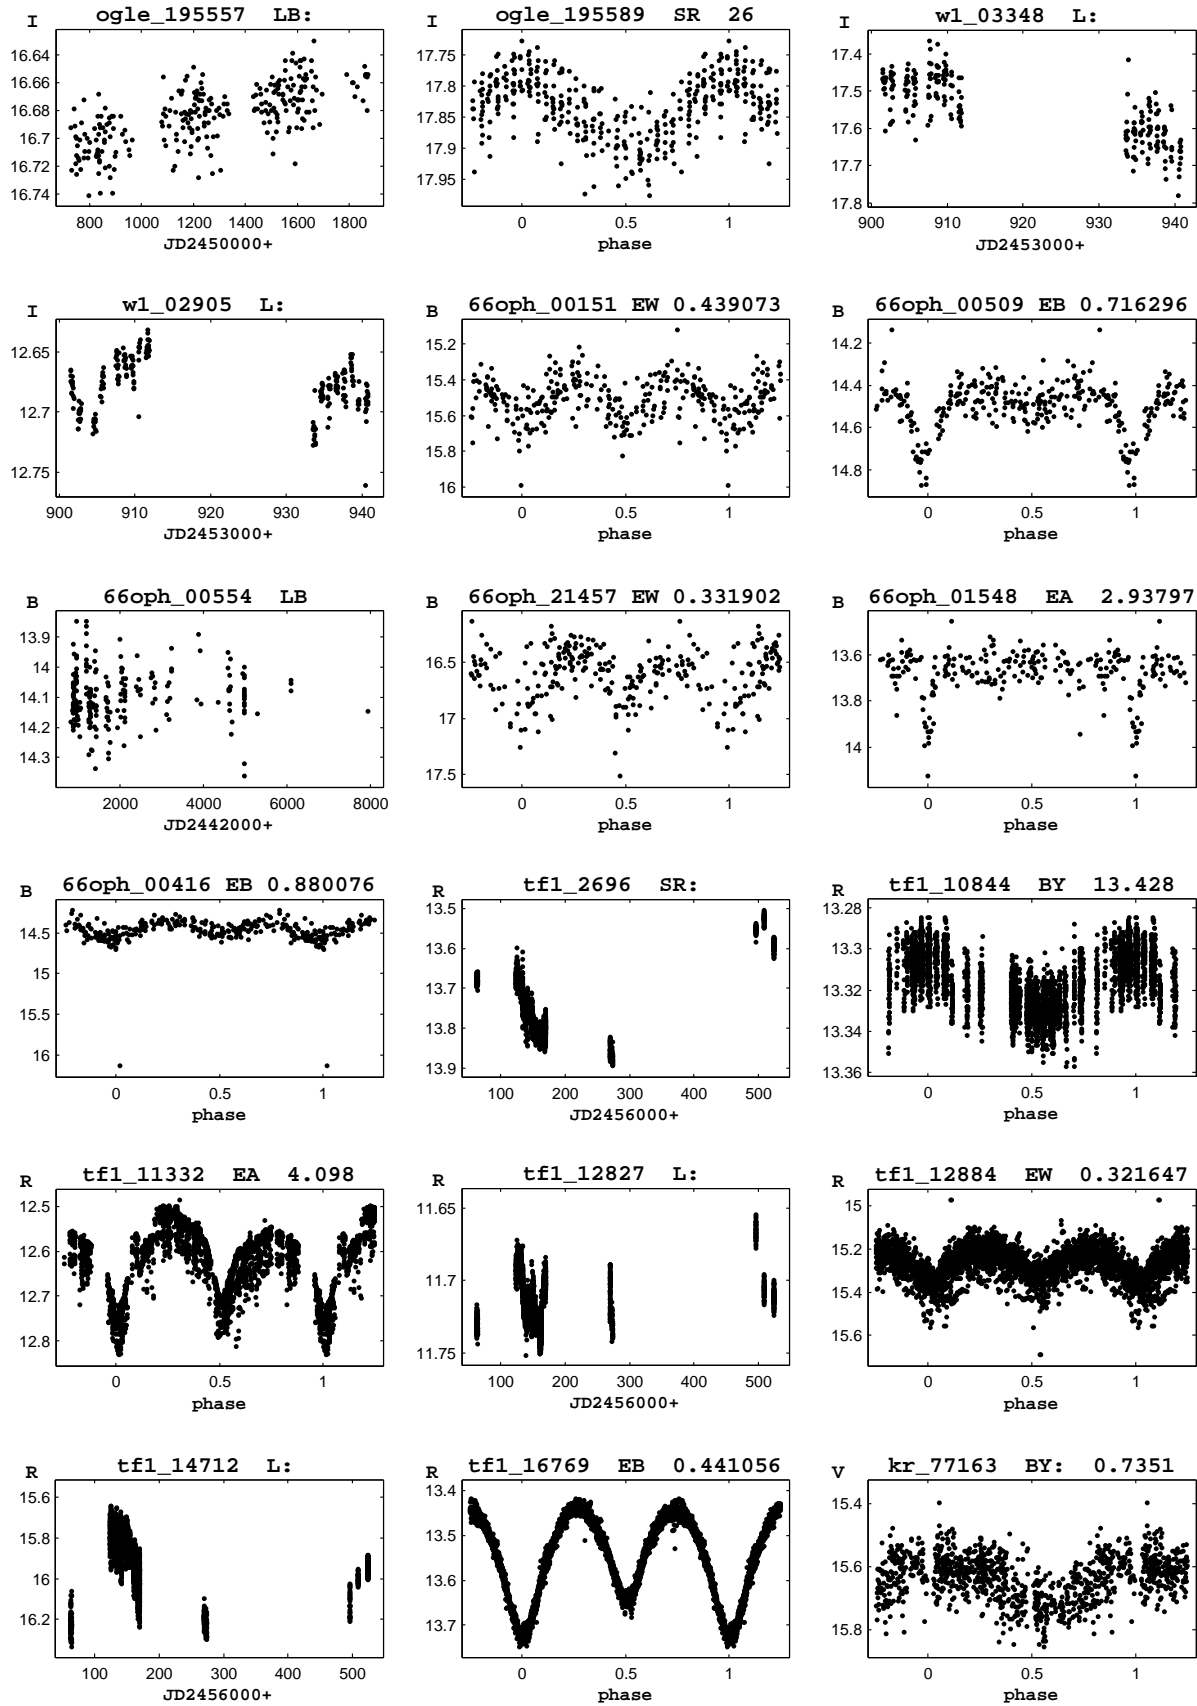 I ogle_195557 LB:
16.64
16.66
16.68
16.7
16.72
16.74
800 1000 1200 1400 1600 1800
JD2450000+
I ogle_195589 SR 26
17.75
17.8
17.85
17.9
17.95
0 0.5 1
phase
I w1_03348 L:
17.4
17.5
17.6
17.7
17.8
900 910 920 930 940
JD2453000+
I w1_02905 L:
12.65
12.7
12.75
900 910 920 930 940
JD2453000+
B 66oph_00151 EW 0.439073
15.2
15.4
15.6
15.8
16
0 0.5 1
phase
B 66oph_00509 EB 0.716296
14.2
14.4
14.6
14.8
0 0.5 1
phase
B 66oph_00554 LB
13.9
14
14.1
14.2
14.3
2000 4000 6000 8000
JD2442000+
B 66oph_21457 EW 0.331902
16.5
17
17.5
0 0.5 1
phase
B 66oph_01548 EA 2.93797
13.6
13.8
14
0 0.5 1
phase
B 66oph_00416 EB 0.880076
14.5
15
15.5
16
0 0.5 1
phase
R tf1_2696 SR:
13.5
13.6
13.7
13.8
13.9
100 200 300 400 500
JD2456000+
R tf1_10844 BY 13.428
13.28
13.3
13.32
13.34
13.36
0 0.5 1
phase
R tf1_11332 EA 4.098
12.5
12.6
12.7
12.8
0 0.5 1
phase
R tf1_12827 L:
11.65
11.7
11.75
100 200 300 400 500
JD2456000+
R tf1_12884 EW 0.321647
15
15.2
15.4
15.6
0 0.5 1
phase
R tf1_14712 L:
15.6
15.8
16
16.2
100 200 300 400 500
JD2456000+
R tf1_16769 EB 0.441056
13.4
13.5
13.6
13.7
0 0.5 1
phase
V kr_77163 BY: 0.7351
15.4
15.6
15.8
0 0.5 1
phase